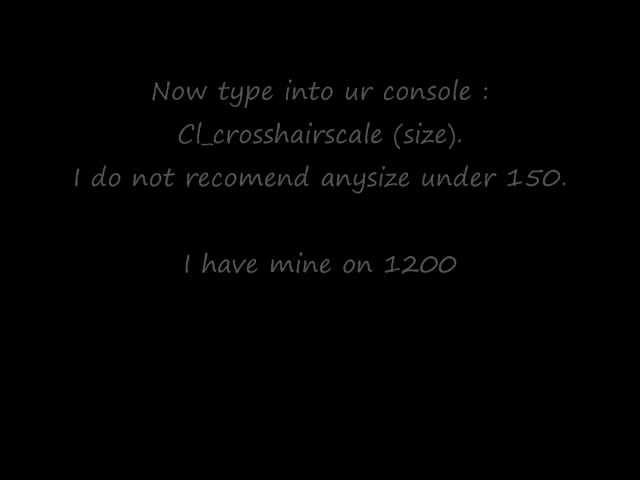 Now type into ur console :
Cl_crosshairscale (size).
I do not recomend anysize under 150.
I have mine on 1200